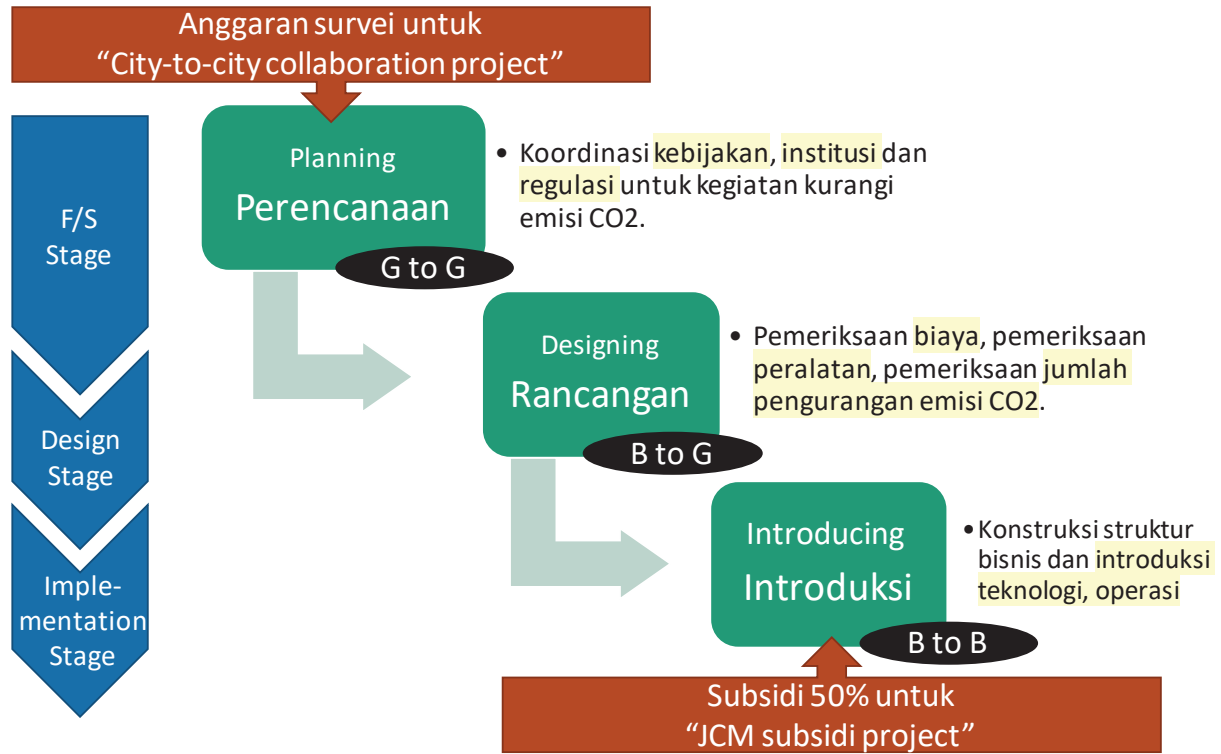 Anggaran survei untuk
“City-to-city collaboration project”
F/S
Stage
Design
Stage
Imple-
mentation
Stage
Planning
Perencanaan
G to G
• Koordinasi kebijakan, institusi dan
regulasi untuk kegiatan kurangi
emisi CO2.
Designing
Rancangan
B to G
• Pemeriksaan biaya, pemeriksaan
peralatan, pemeriksaan jumlah
pengurangan emisi CO2.
Introducing
Introduksi
B to B
• Konstruksi struktur
bisnis dan introduksi
teknologi, operasi
Subsidi 50% untuk
“JCM subsidi project”